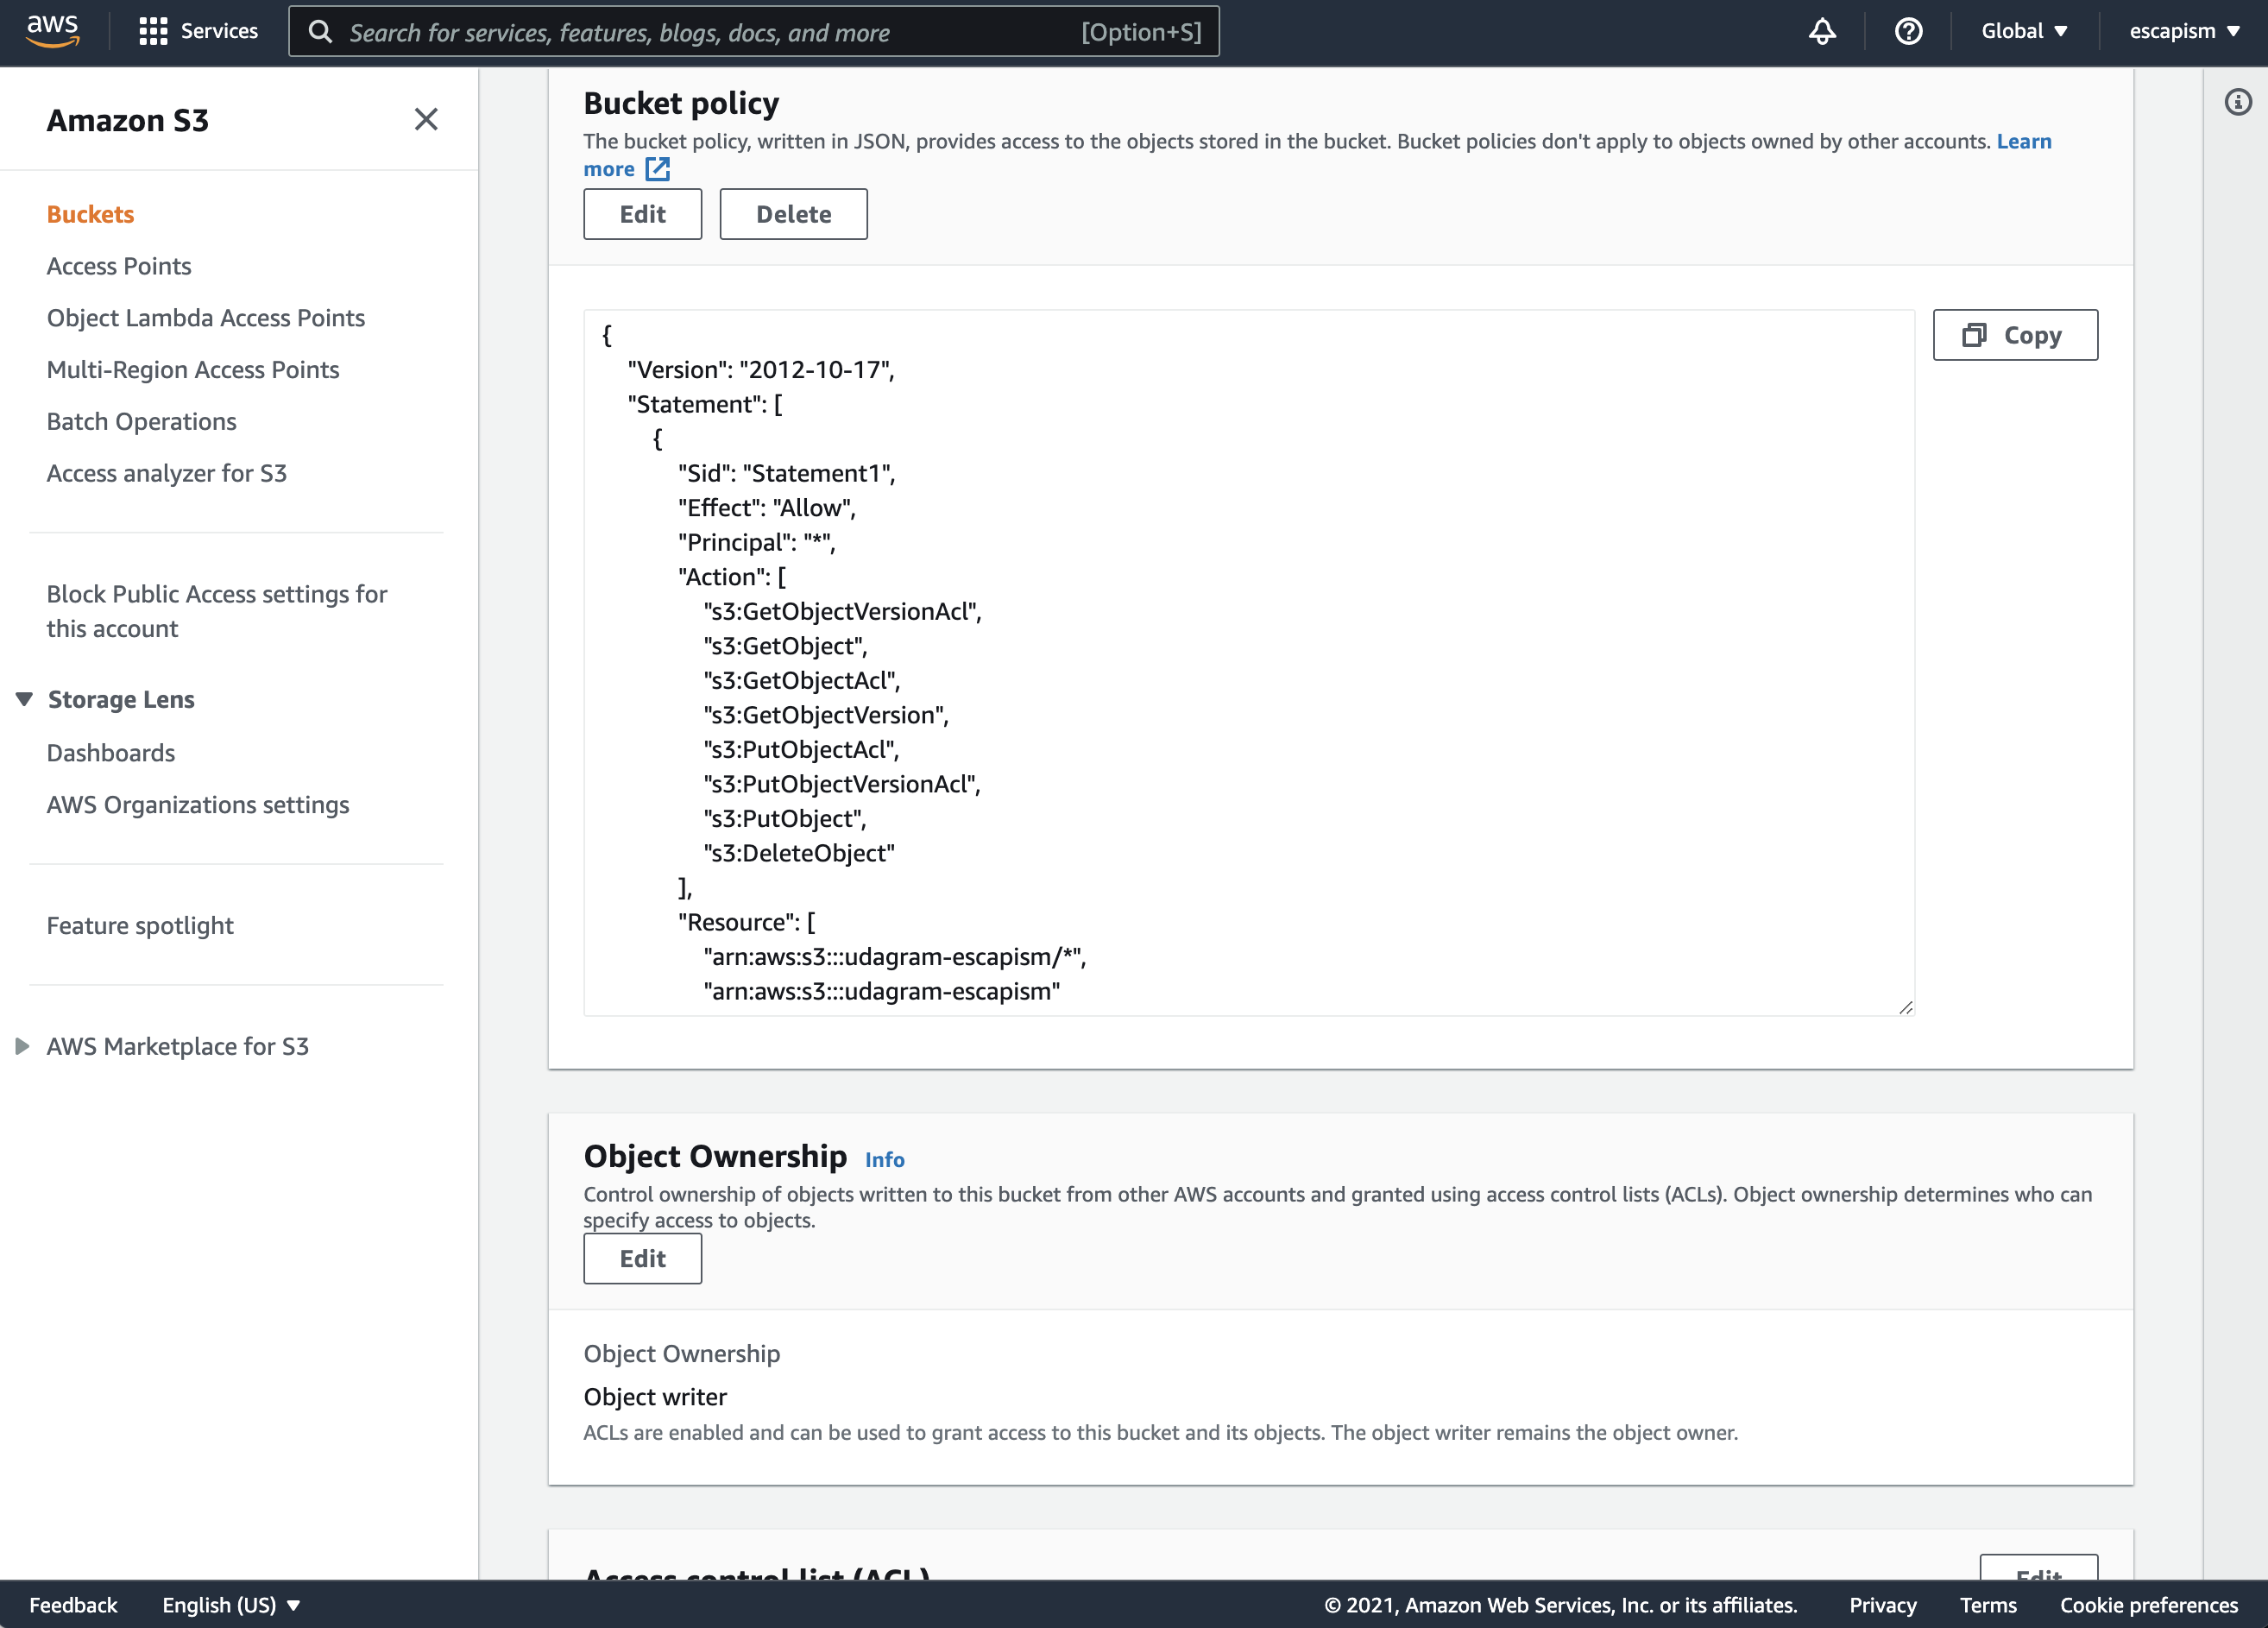 aws
Services
Search for services, features, blogs, docs, and more
[Option+S]
Global
escapism
Amazon S3
Buckets
Access Points
Object Lambda Access Points
Multi-Region Access Points
Batch Operations
Access analyzer for S3
Block Public Access settings for
this account
Storage Lens
Dashboards
AWS Organizations settings
Feature spotlight
AWS Marketplace for S3
Bucket policy
The bucket policy, written in JSON, provides access to the objects stored in the bucket. Bucket policies don't apply to objects owned by other accounts. Learn
more
Edit
Delete
Copy
{
"Version": "2012-10-17",
"Statement": [
{
"Sid": "Statement1",
"Effect": "Allow",
"Principal": "*",
"Action": [
"s3:GetObjectVersionAcl",
"s3:GetObject",
"s3:GetObjectAcl",
"s3:GetObjectVersion",
"s3:PutObjectAcl",
"s3:PutObjectVersionAcl",
"s3:PutObject",
"s3:DeleteObject"
],
"Resource": [
"arn:aws:s3:::udagram-escapism/*",
"arn:aws:s3:::udagram-escapism"
Object Ownership Info
Control ownership of objects written to this bucket from other AWS accounts and granted using access control lists (ACLs). Object ownership determines who can
specify access to objects.
Edit
Object Ownership
Object writer
ACLs are enabled and can be used to grant access to this bucket and its objects. The object writer remains the object owner.
Access control list (ACL)
Edit
Feedback
English (US)
© 2021, Amazon Web Services, Inc. or its affiliates.
Privacy
Terms
Cookie preferences